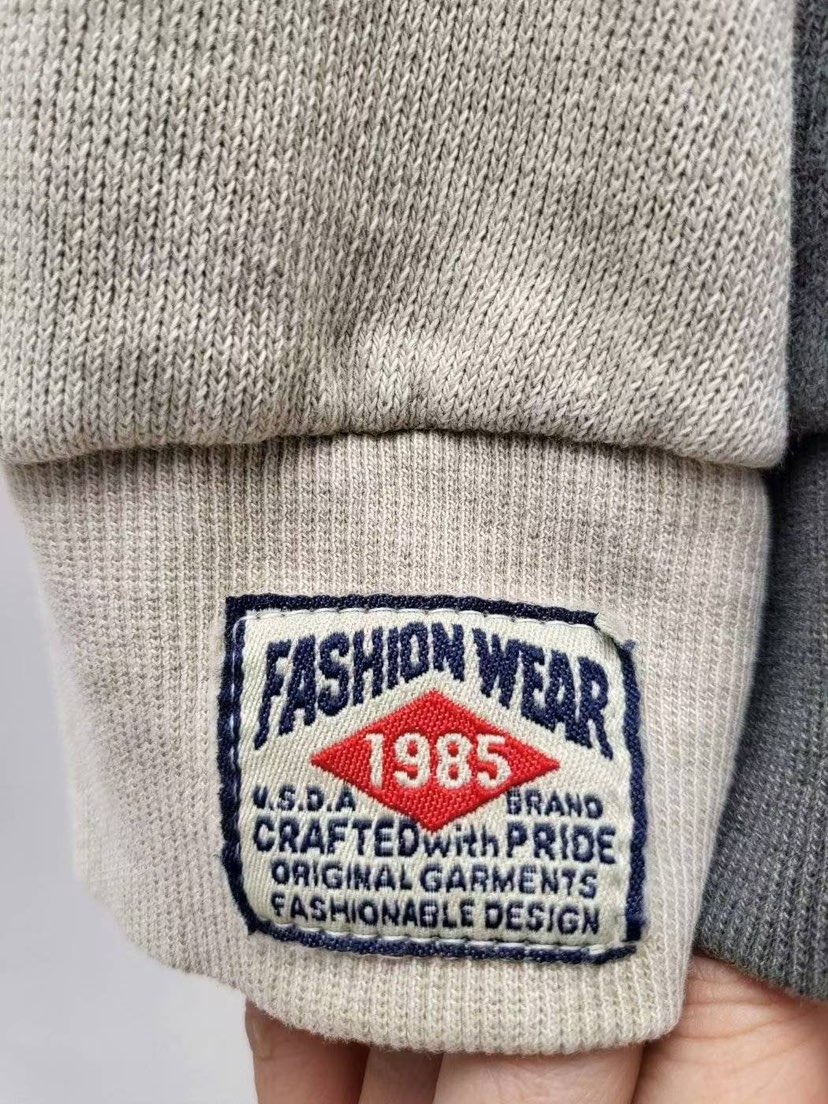 FASHION WEAR
1985
U.S.D.A BRAND
CRAFTED with PRIDE
ORIGINAL GARMENTS
FASHIONABLE DESIGN